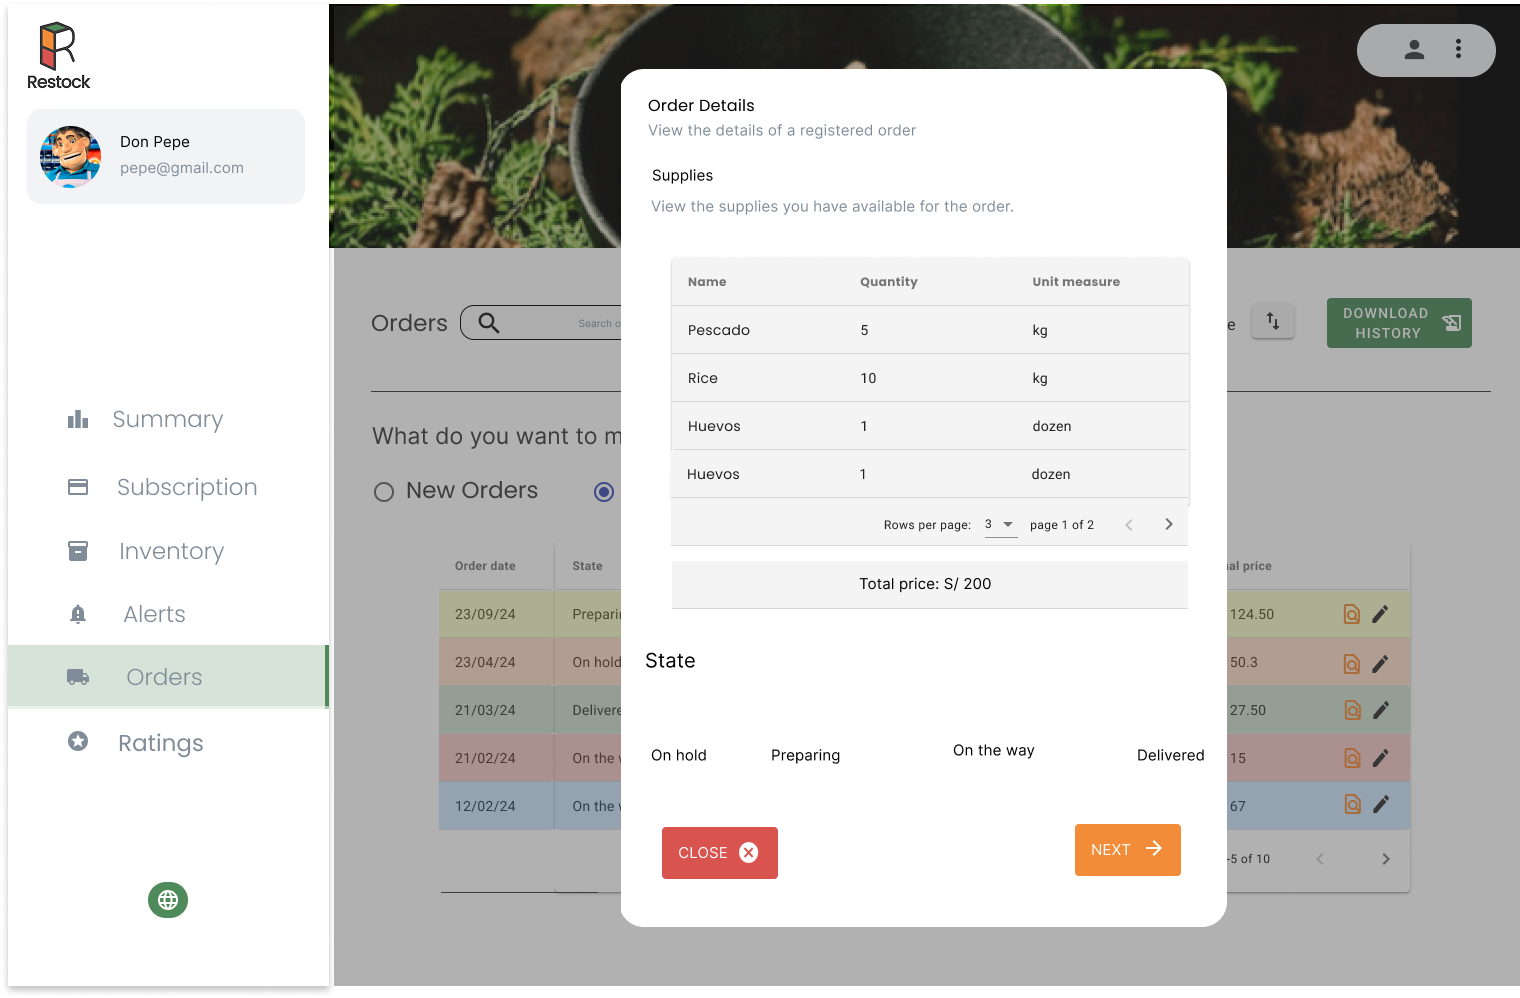 Restock
Don Pepe
pepe@gmail.com
Summary
Subscription
Inventory
Alerts
Orders
Ratings
Orders
Search
DOWNLOAD
HISTORY
What do you want to
New Orders
Order date State price
23/09/24 124.50
23/04/24 On hold 50.3
21/03/24 27.50
21/02/24 On the 15
12/02/24 On the 67
-5 of 10
Order Details
View the details of a registered order
Supplies
View the supplies you have available for the order.
Name Quantity Unit measure
Pescado 5 kg
Rice 10 kg
Huevos 1 dozen
Huevos 1 dozen
Rows per page: 3 page 1 of 2
Total price: S/ 200
State
On hold Preparing On the way Delivered
CLOSE NEXT